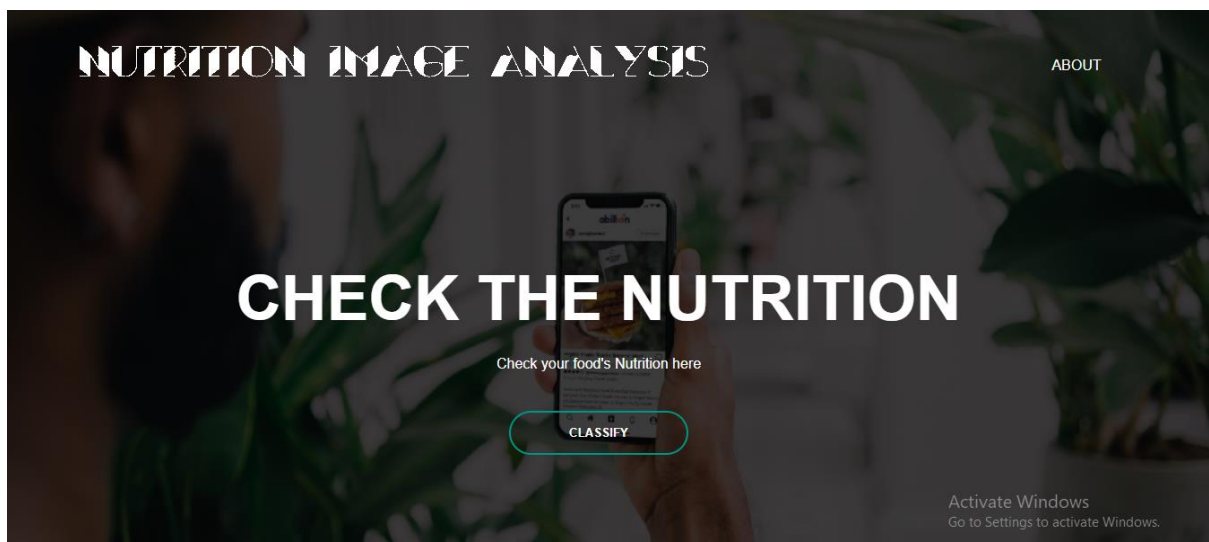 NUTRITION IMAGE ANALYSIS
ABOUT
abillion
CHECK THE NUTRITION
Check your food's Nutrition here
CLASSIFY
Activate Windows
Go to Settings to activate Windows.